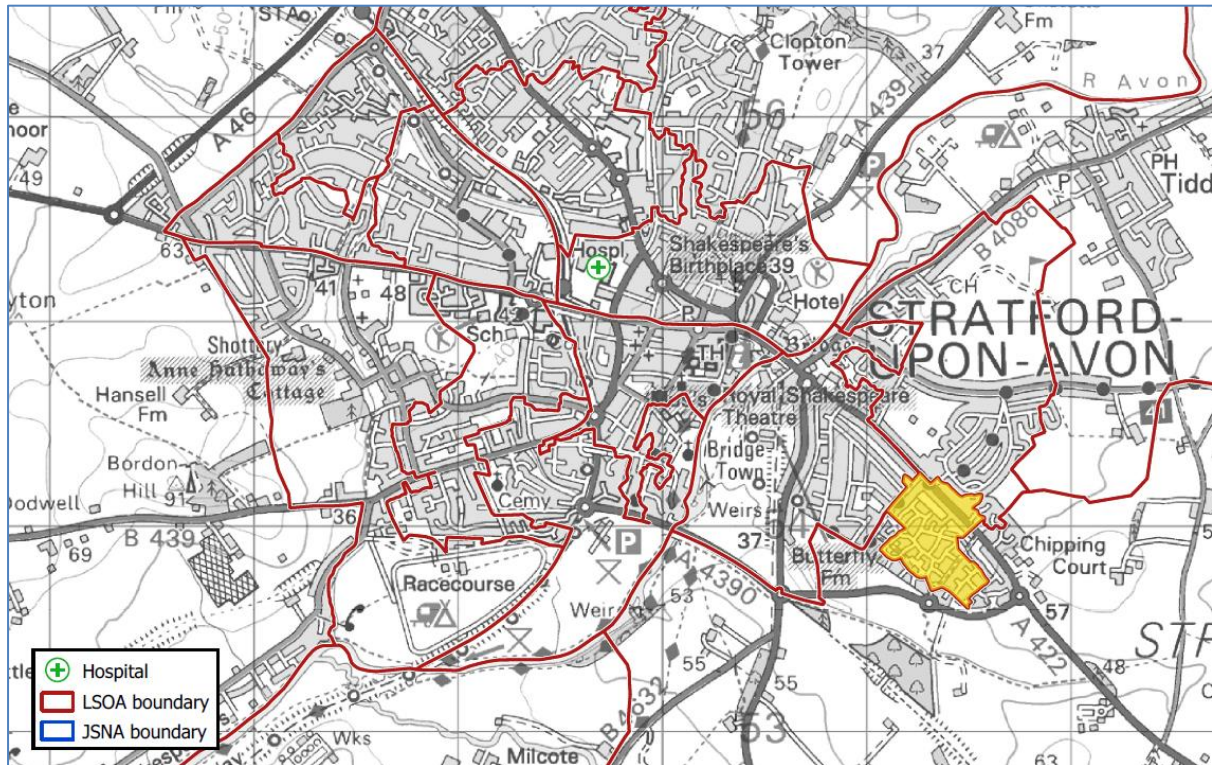 STA
Fm
Clopton
Tower
37
A 439
R Avon
56
A 46
49
63
PH
Tidd
P
P
B 4086
Hospl
Shakespeare's
Birthplace
39
Hotel
CH
41
48
Sch
P
TH
STRATFORD-
UPON-AVON
Shottery
Anne Hathaway's
Cottage
Hansell
Fm
Royal Shakespeare
Theatre
41
Bordon
Hill
91
Dodwell
36
B 439
69
Cemy
Bridge
Town
Weirs
37
P
Butterfly
Fm
Chipping
Court
Racecourse
A 4390
Weir
53
57
A 422
55
55
48
53
63
Wks
Milcote
Hospital
LSOA boundary
JSNA boundary